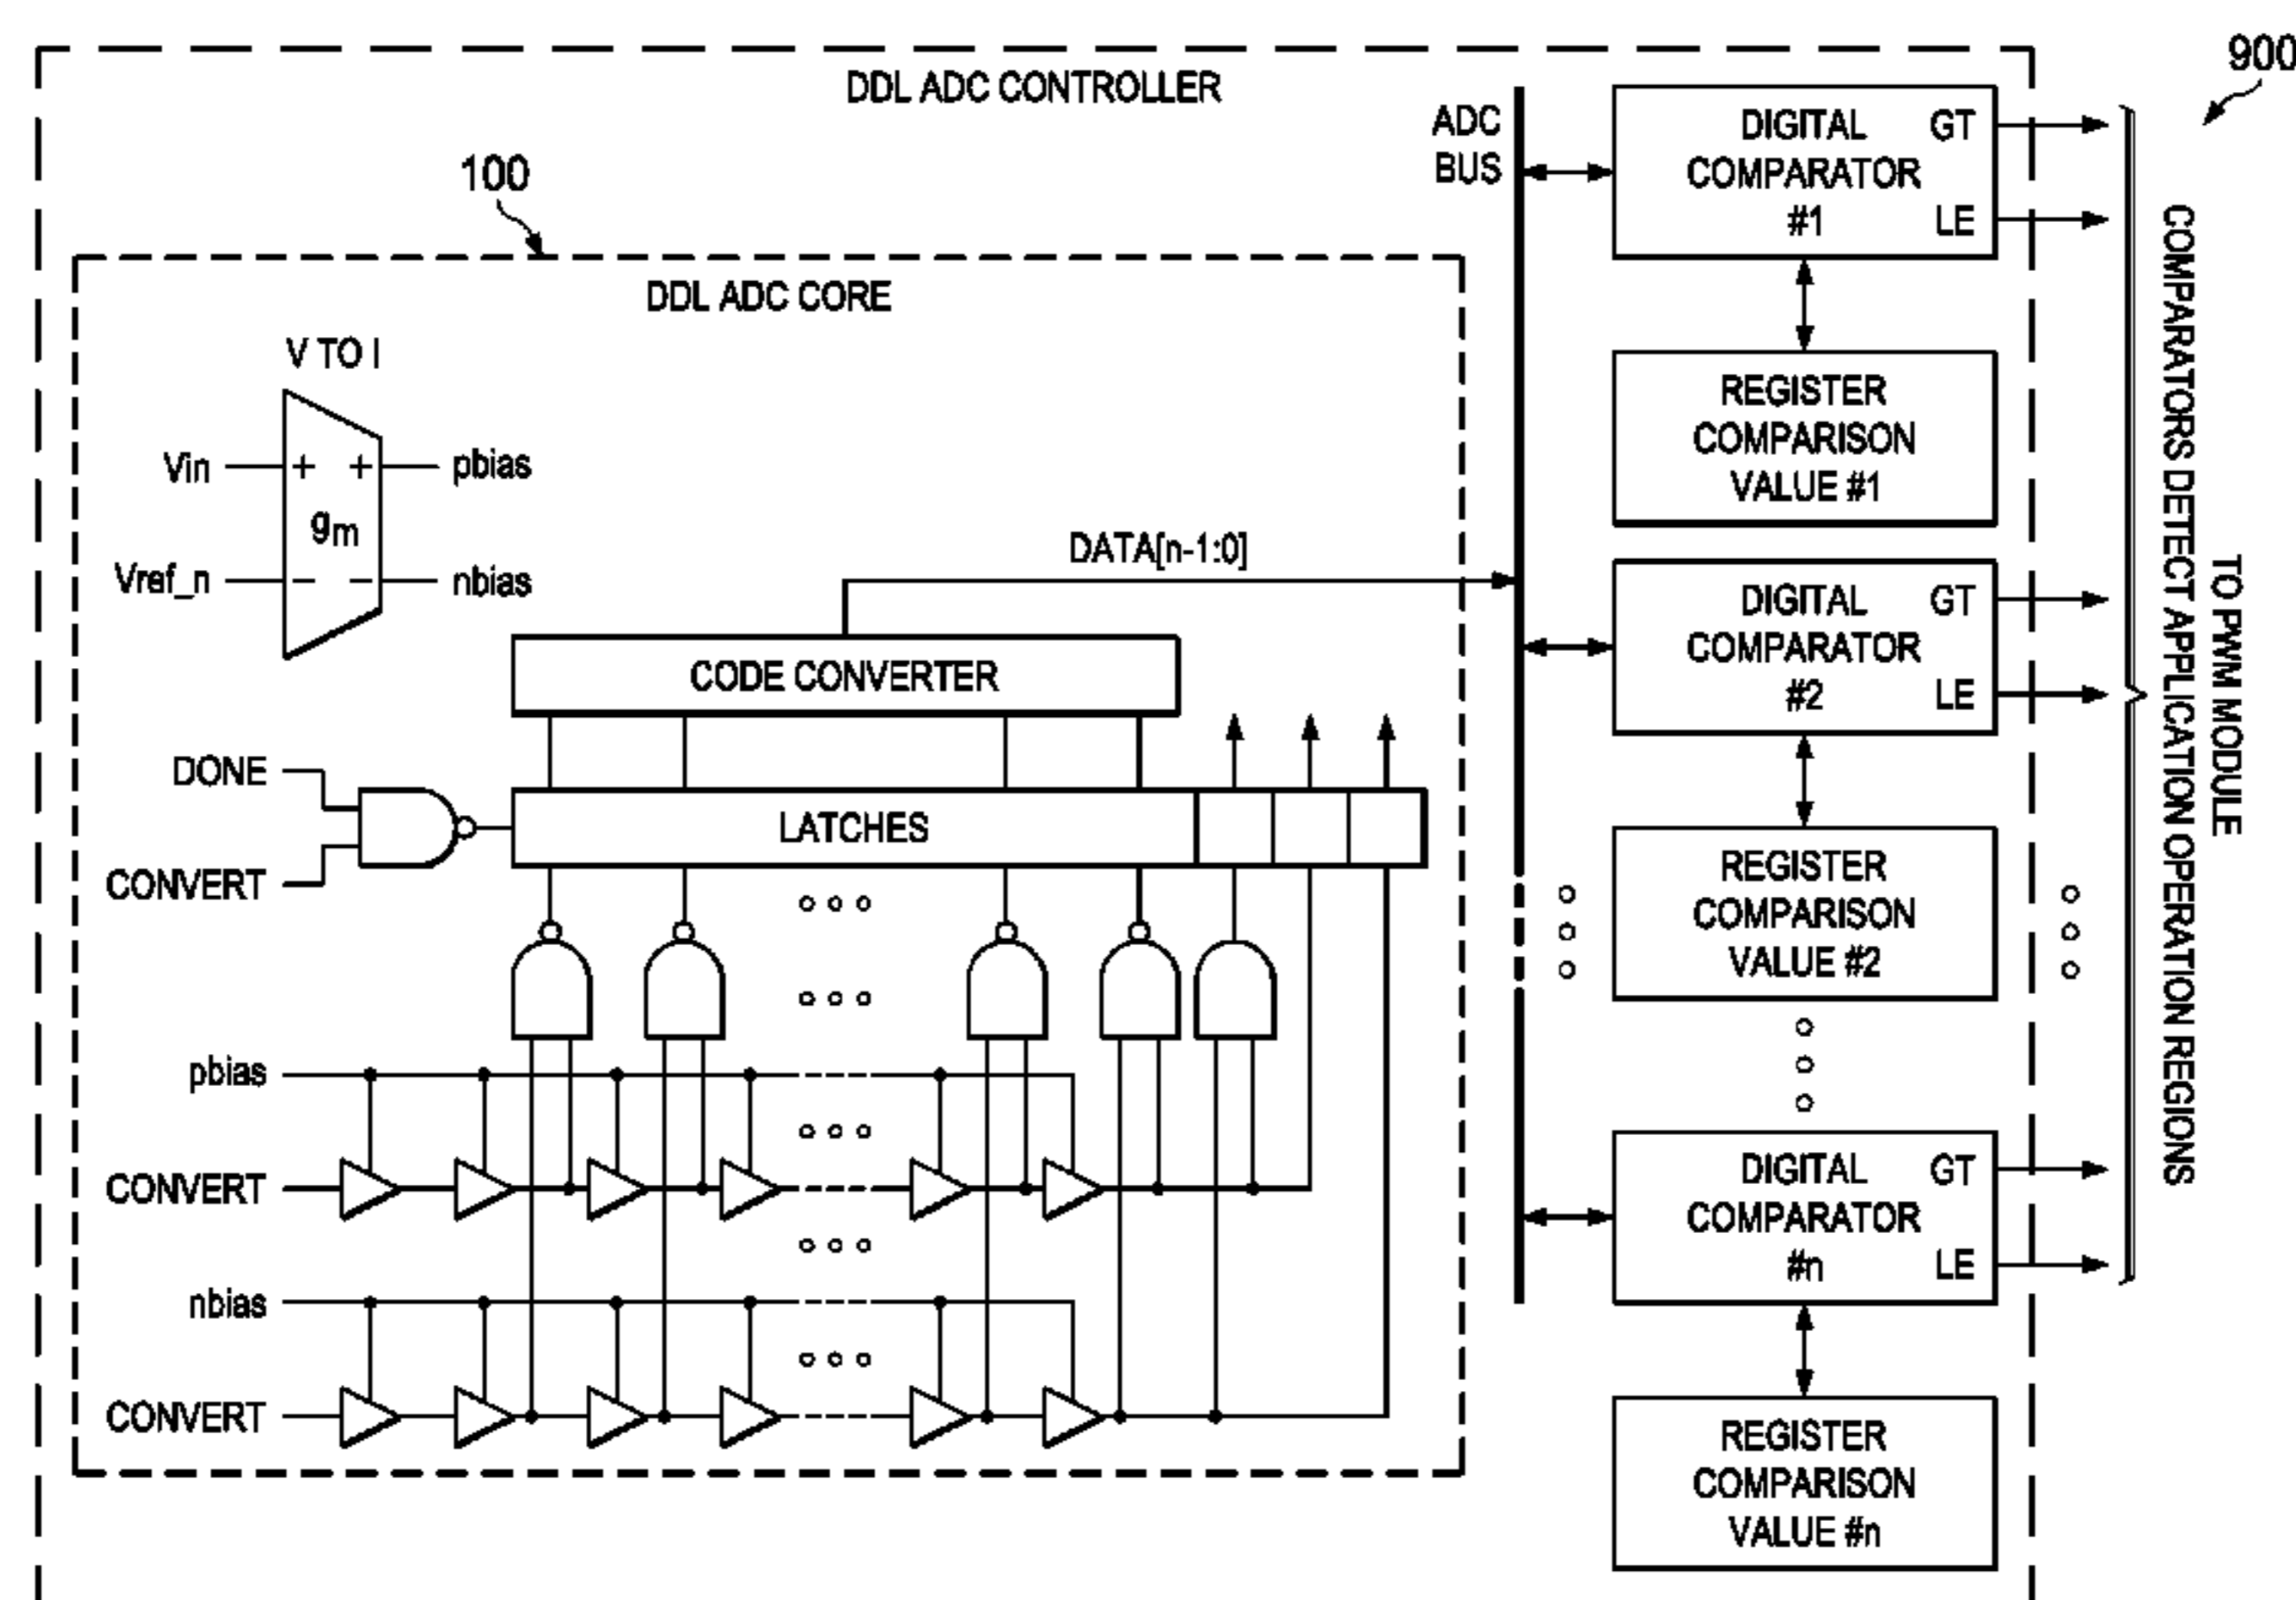 900
DDL ADC CONTROLLER
100
DDL ADC CORE
V TO I
Vin
+ +
pbias
gm
Vref_n
- -
nbias
DATA[n-1:0]
CODE CONVERTER
DONE
CONVERT
LATCHES
pbias
CONVERT
nbias
CONVERT
ADC
BUS
DIGITAL
COMPARATOR
#1
GT
LE
REGISTER
COMPARISON
VALUE #1
DIGITAL
COMPARATOR
#2
GT
LE
REGISTER
COMPARISON
VALUE #2
DIGITAL
COMPARATOR
#n
GT
LE
REGISTER
COMPARISON
VALUE #n
TO PWM MODULE
COMPARATORS DETECT APPLICATION OPERATION REGIONS